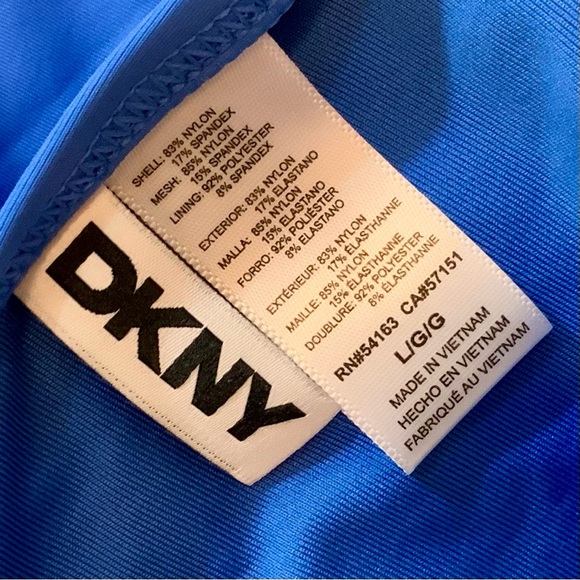 SHELL: 83% NYLON
17% SPANDEX
MESH: 85% NYLON
15% SPANDEX
LINING: 92% POLYESTER
8% SPANDEX
EXTERIOR: 83% NYLON
17% ELASTANO
MALLA: 85% NYLON
15% ELASTANO
FORRO: 92% POLIÉSTER
8% ELASTANO
EXTÉRIEUR: 83% NYLON
17% ÉLASTHANNE
MAILLE: 85% NYLON
15% ÉLASTHANNE
DOUBLURE: 92% POLYESTER
8% ÉLASTHANNE
RN#54163 CA#57151
L/G/G
MADE IN VIETNAM
HECHO EN VIETNAM
FABRIQUÉ AU VIETNAM
DKNY